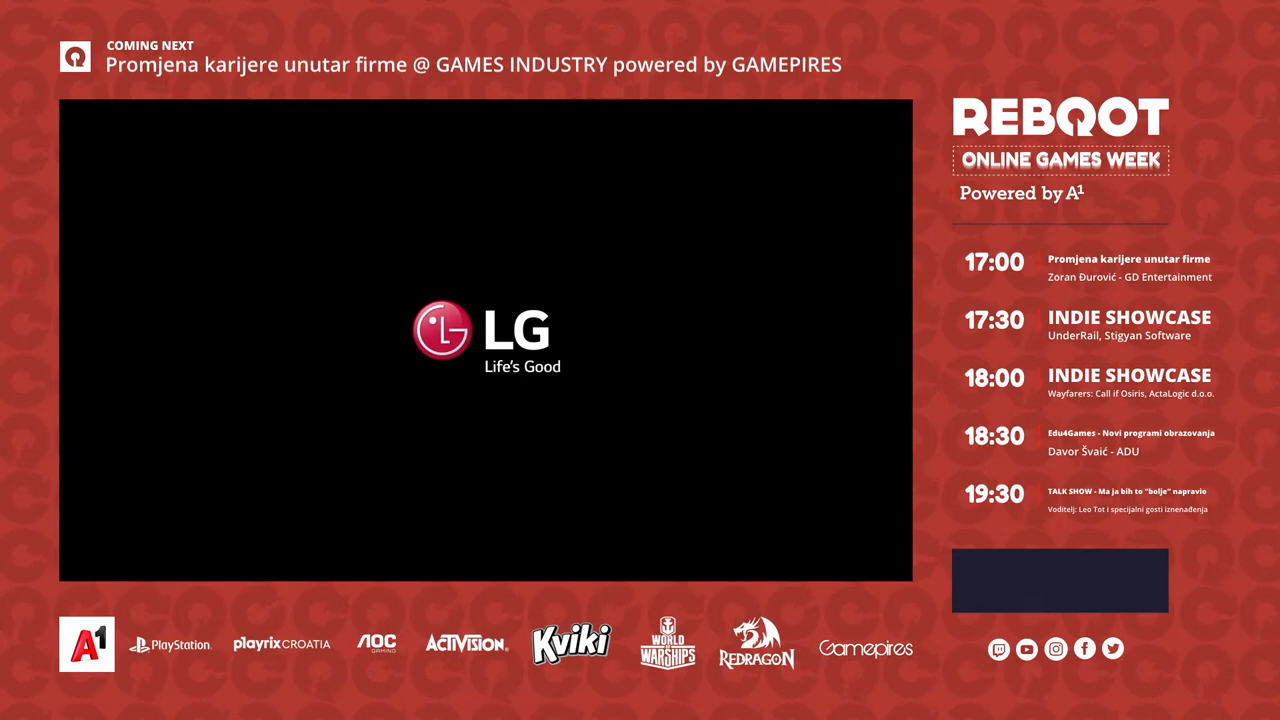 COMING NEXT
Promjena karijere unutar firme @ GAMES INDUSTRY powered by GAMEPIRES
LG
Life's Good
REBOOT
ONLINE GAMES WEEK
Powered by A1
17:00
Promjena karijere unutar firme
Zoran Đurović - GD Entertainment
17:30
INDIE SHOWCASE
UnderRail, Stigyan Software
18:00
INDIE SHOWCASE
Wayfarers: Call if Osiris, ActaLogic d.o.o.
18:30
Edu4Games - Novi programi obrazovanja
Davor Švaić - ADU
19:30
TALK SHOW - Ma ja bih to "bolje" napravio
Voditelj: Leo Tot i specijalni gosti iznenađenja
A1
PlayStation.
playrix CROATIA
AOC
GAMING
ACTIVISION.
Kviki
WORLD
OF
WARSHIPS
REDRAGON
Gamepires